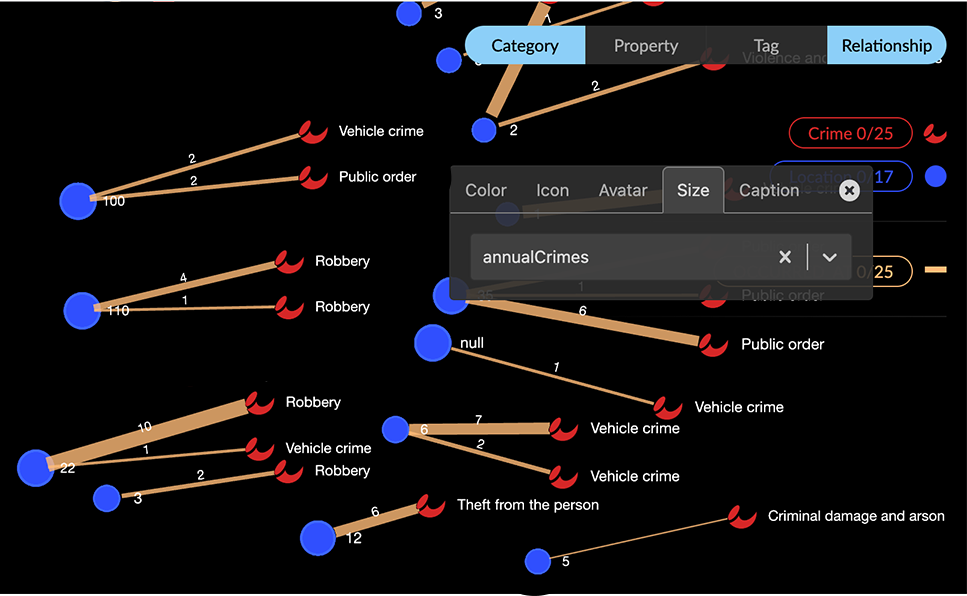 3
1
Category Property Tag Relationship
2
2
Violence and
Crime 0/25
Vehicle crime
2
Public order
2
100
Location 0/17
Color Icon Avatar Size Caption
annualCrimes
0/25
Robbery
4
Robbery
1
110
1
Public order
6
Public order
null
1
Vehicle crime
Robbery
10
Vehicle crime
1
22
Robbery
2
3
7
Vehicle crime
6
2
Vehicle crime
Theft from the person
6
12
Criminal damage and arson
5